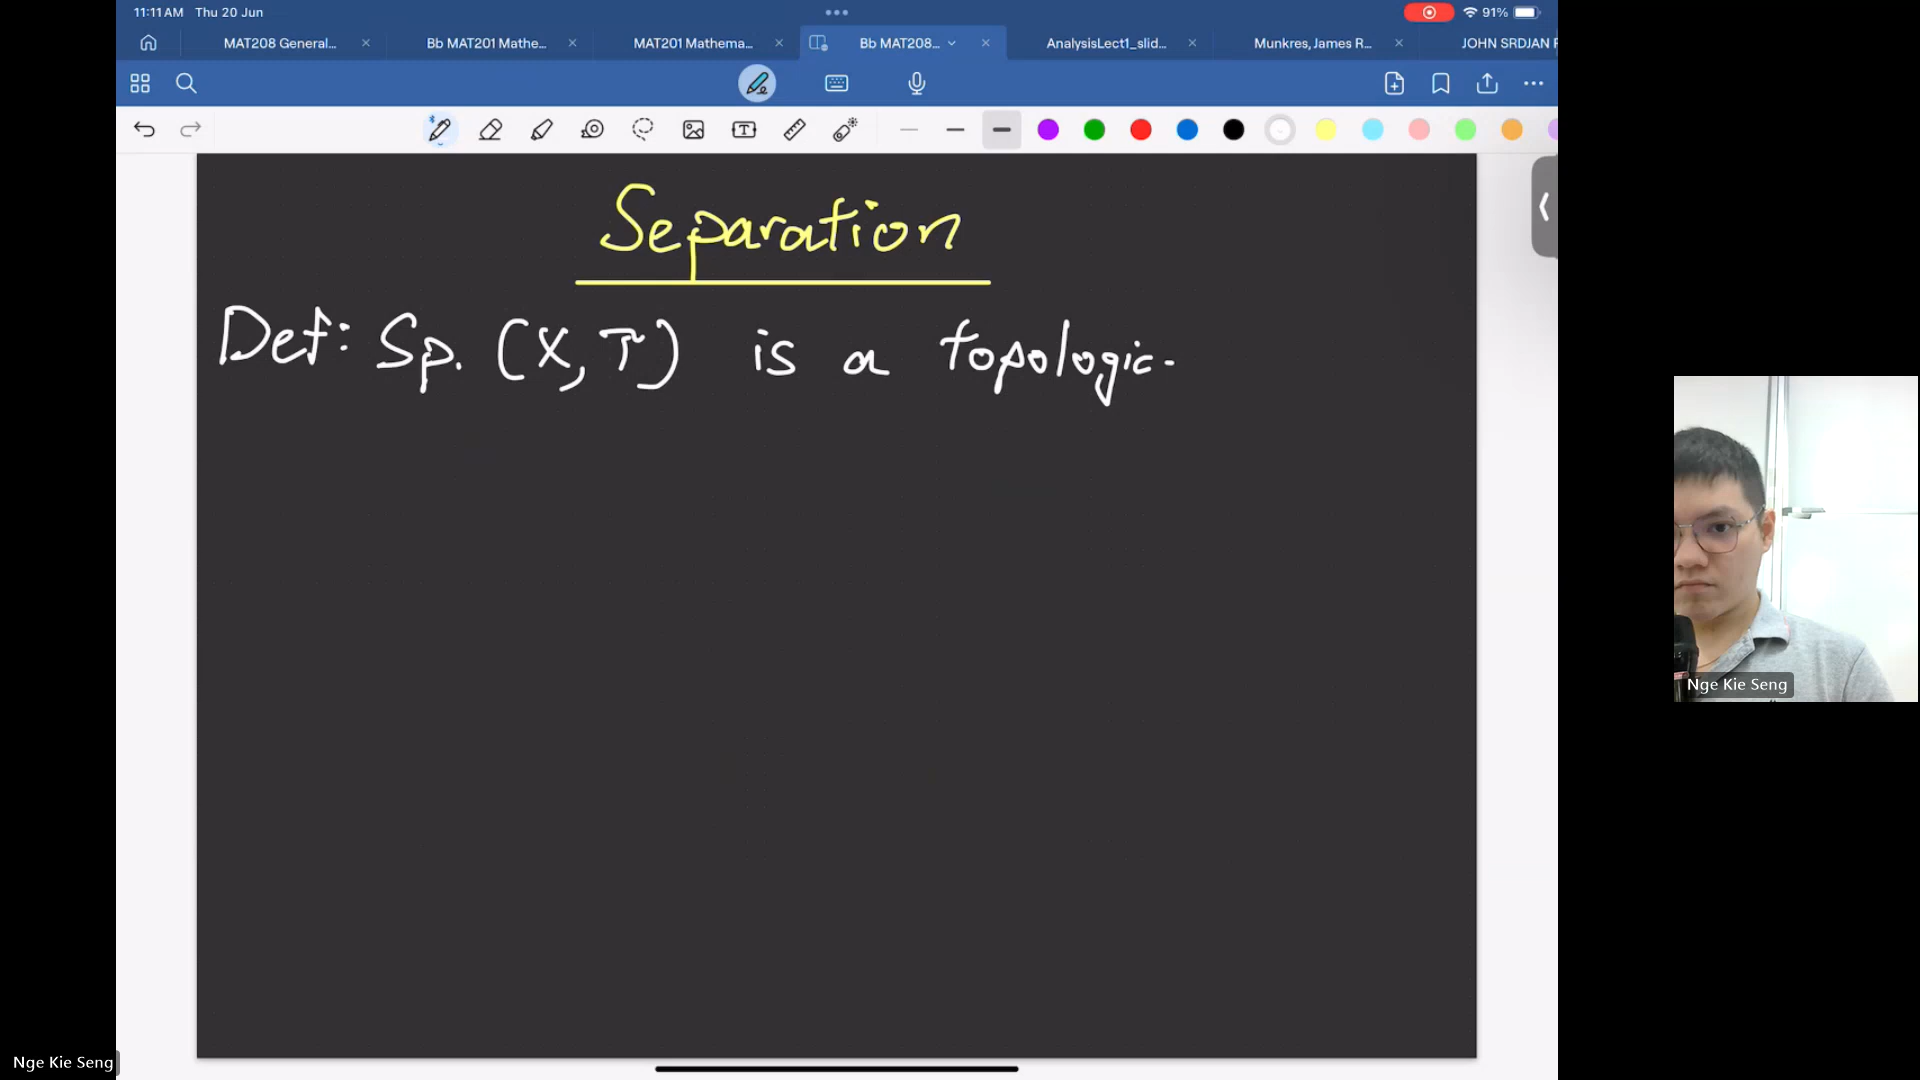 11:11 AM Thu 20 Jun
91%
MAT208 General...
Bb MAT201 Mathe...
MAT201 Mathema...
Bb MAT208...
AnalysisLect1_slid...
Munkres, James R...
JOHN SRDJAN
Separation
Def: Sp. (X, T) is a topologic-
Nge Kie Seng
Nge Kie Seng